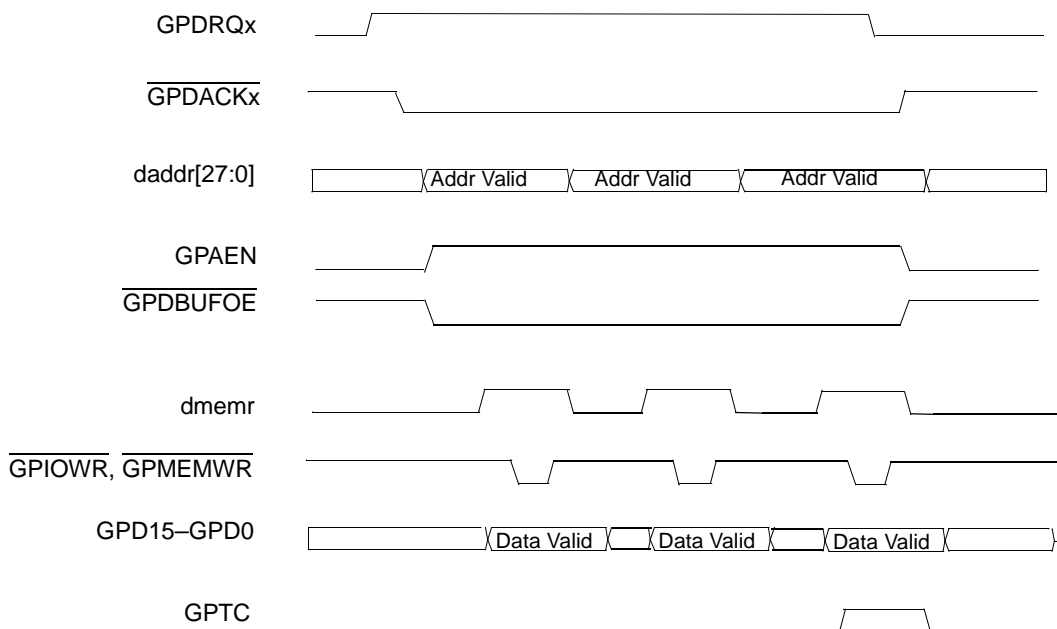 GPDRQx
GPDACKx
daddr[27:0]
Addr Valid Addr Valid Addr Valid
GPAEN
GPDBUFOE
dmemr
GPIOWR, GPMEMWR
GPD15–GPD0
Data Valid Data Valid Data Valid
GPTC